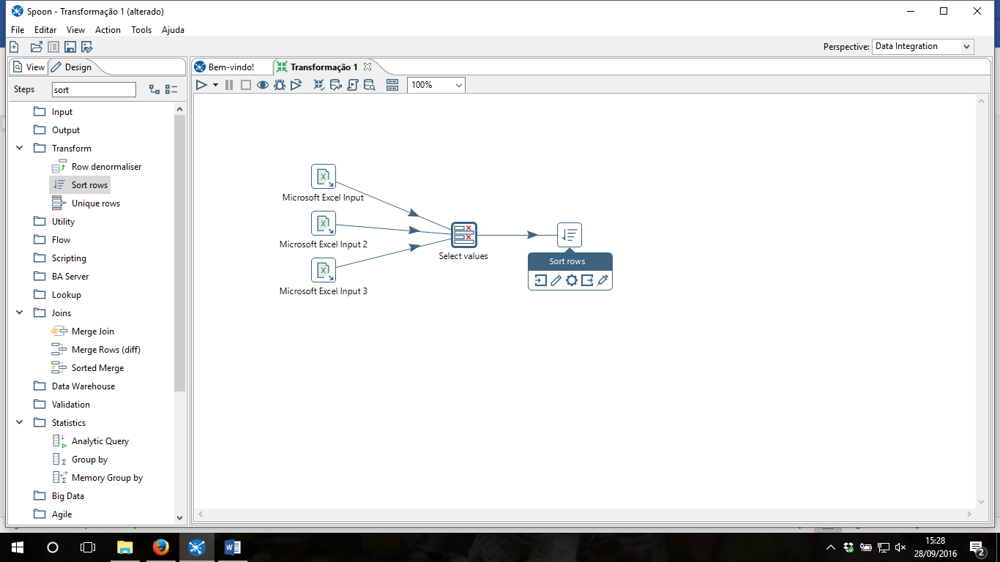 Spoon - Transformação 1 (alterado)
File Editar View Action Tools Ajuda
Perspective: Data Integration
View Design
Bem-vindo! Transformação 1
Steps sort
100%
Input
Output
Transform
Row denormaliser
Sort rows
Unique rows
Utility
Flow
Scripting
BA Server
Lookup
Joins
Merge Join
Merge Rows (diff)
Sorted Merge
Data Warehouse
Validation
Statistics
Analytic Query
Group by
Memory Group by
Big Data
Agile
Microsoft Excel Input
Microsoft Excel Input 2
Microsoft Excel Input 3
Select values
Sort rows
15:28
28/09/2016
2